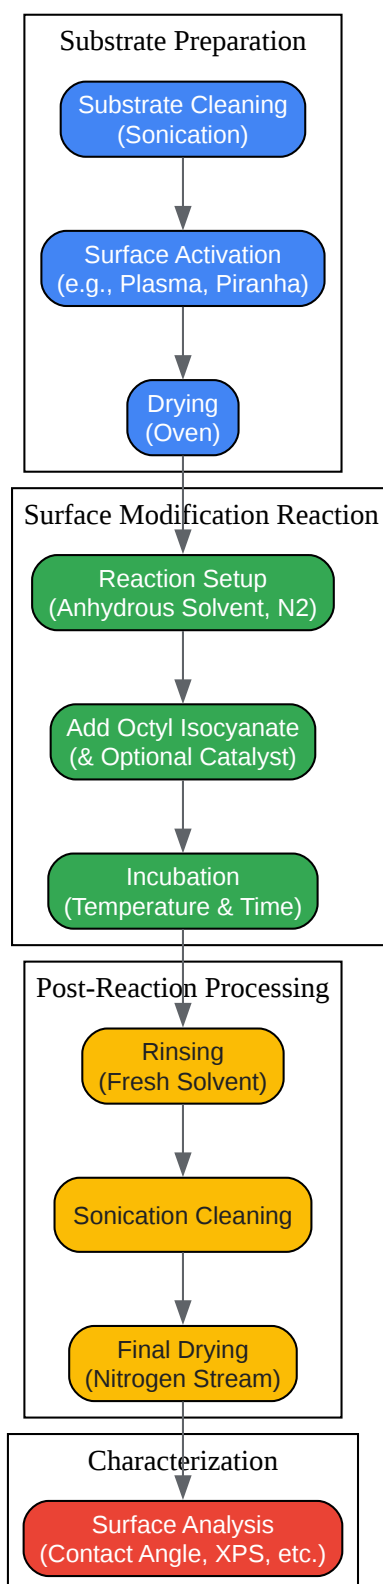 Substrate Preparation
Substrate Cleaning
(Sonication)
Surface Activation
(e.g., Plasma, Piranha)
Drying
(Oven)
Surface Modification Reaction
Reaction Setup
(Anhydrous Solvent, N2)
Add Octyl Isocyanate
(& Optional Catalyst)
Incubation
(Temperature & Time)
Post-Reaction Processing
Rinsing
(Fresh Solvent)
Sonication Cleaning
Final Drying
(Nitrogen Stream)
Characterization
Surface Analysis
(Contact Angle, XPS, etc.)